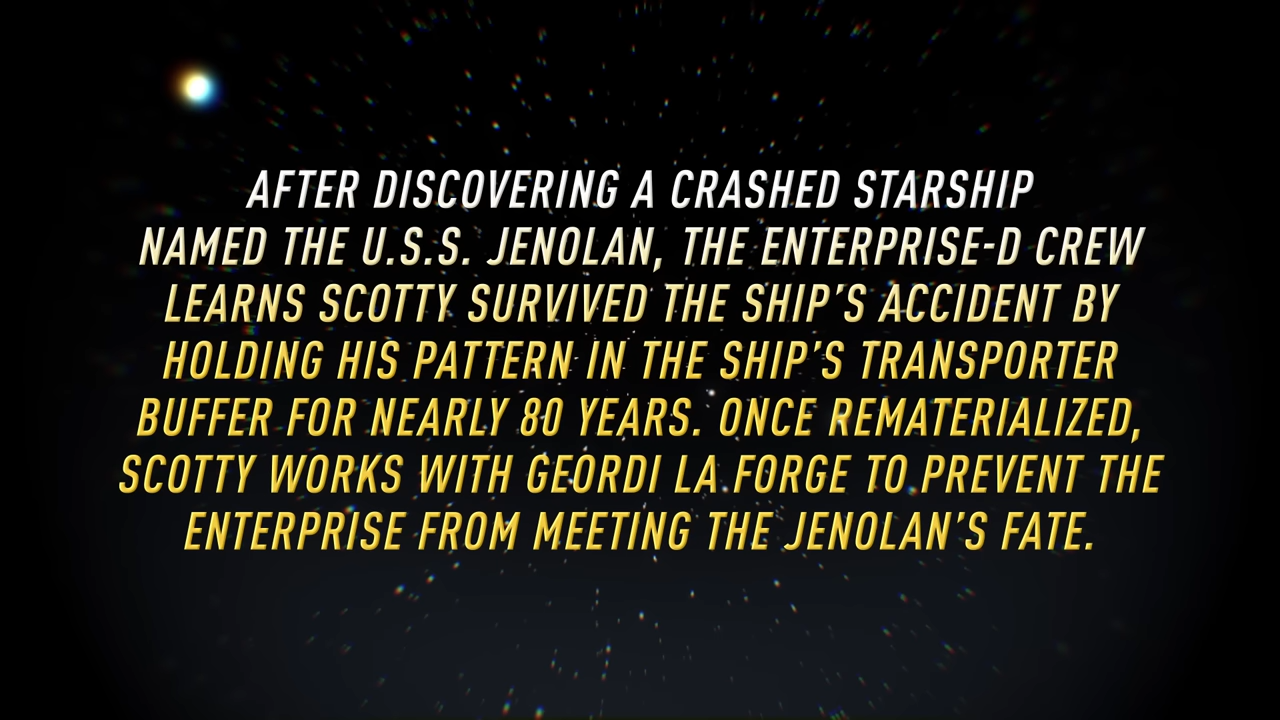 AFTER DISCOVERING A CRASHED STARSHIP
NAMED THE U.S.S. JENOLAN, THE ENTERPRISE-D CREW
LEARNS SCOTTY SURVIVED THE SHIP'S ACCIDENT BY
HOLDING HIS PATTERN IN THE SHIP'S TRANSPORTER
BUFFER FOR NEARLY 80 YEARS. ONCE REMATERIALIZED,
SCOTTY WORKS WITH GEORDI LA FORGE TO PREVENT THE
ENTERPRISE FROM MEETING THE JENOLAN'S FATE.